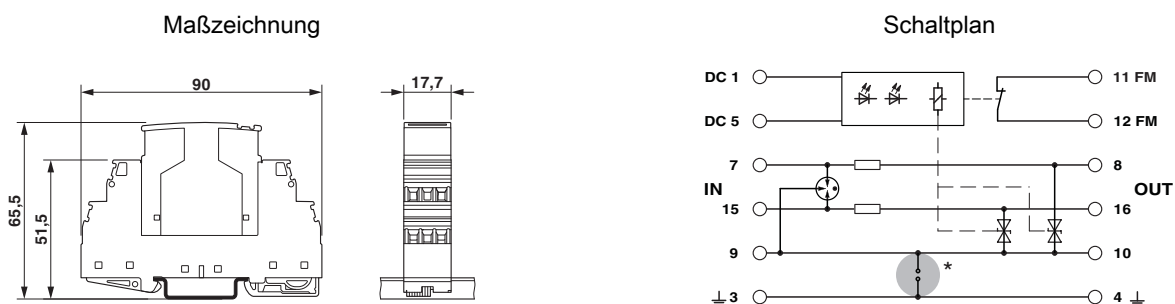 Maßzeichnung
Schaltplan
90
17,7
65,5
51,5
DC 1
11 FM
DC 5
12 FM
7
8
IN
OUT
15
16
9
10
*
3
4